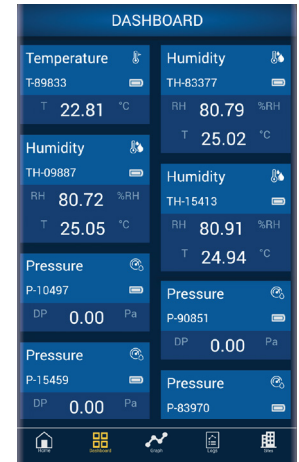 DASHBOARD
Temperature
T-89833
T 22.81 °C
Humidity
TH-09887
RH 80.72 %RH
T 25.05 °C
Pressure
P-10497
DP 0.00 Pa
Pressure
P-15459
DP 0.00 Pa
Humidity
TH-83377
RH 80.79 %RH
T 25.02 °C
Humidity
TH-15413
RH 80.91 %RH
T 24.94 °C
Pressure
P-90851
DP 0.00 Pa
Pressure
P-83970
Home Dashboard Graph Logs Sites